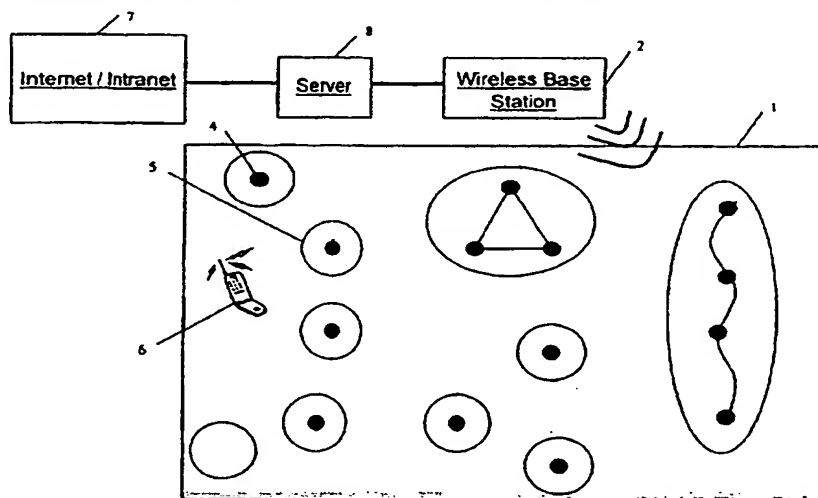 7
8
2
Internet / Intranet
Server
Wireless Base
Station
1
4
5
6